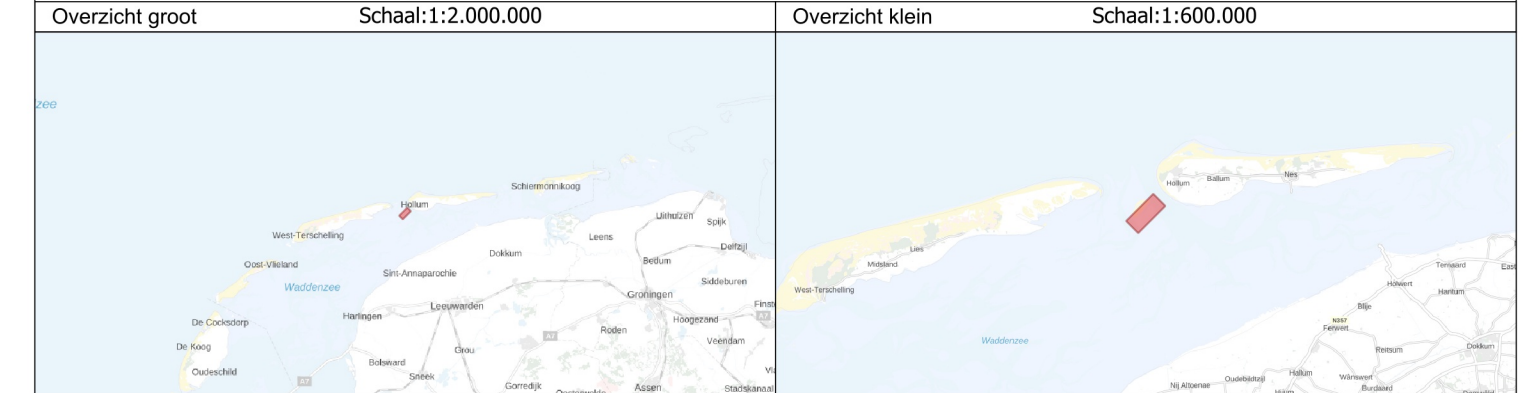 Overzicht groot
Schaal:1:2.000.000
zee
Schiermonnikoog
Hollum
Uithuizen
Spijk
West-Terschelling
Leens
Delfzijl
Dokkum
Bedum
Oost-Vlieland
Sint-Annaparochie
Siddeburen
Waddenzee
Groningen
Leeuwarden
Harlingen
De Cocksdorp
Hoogezand
A7
Roden
De Koog
Veendam
Grou
Bolsward
Oudeschild
Sneek
A7
Gorredijk
Assen
Stadskanaal
Overzicht klein
Schaal:1:600.000
Hollum
Ballum
Nes
Lies
Midsland
West-Terschelling
Ternaard
Holwert
Hantum
Blije
N357
Ferwert
Waddenzee
Reitsum
Dokkum
Hallum
Wânswert
Oudebildtzijl
Nij Altoenae
Burdaard